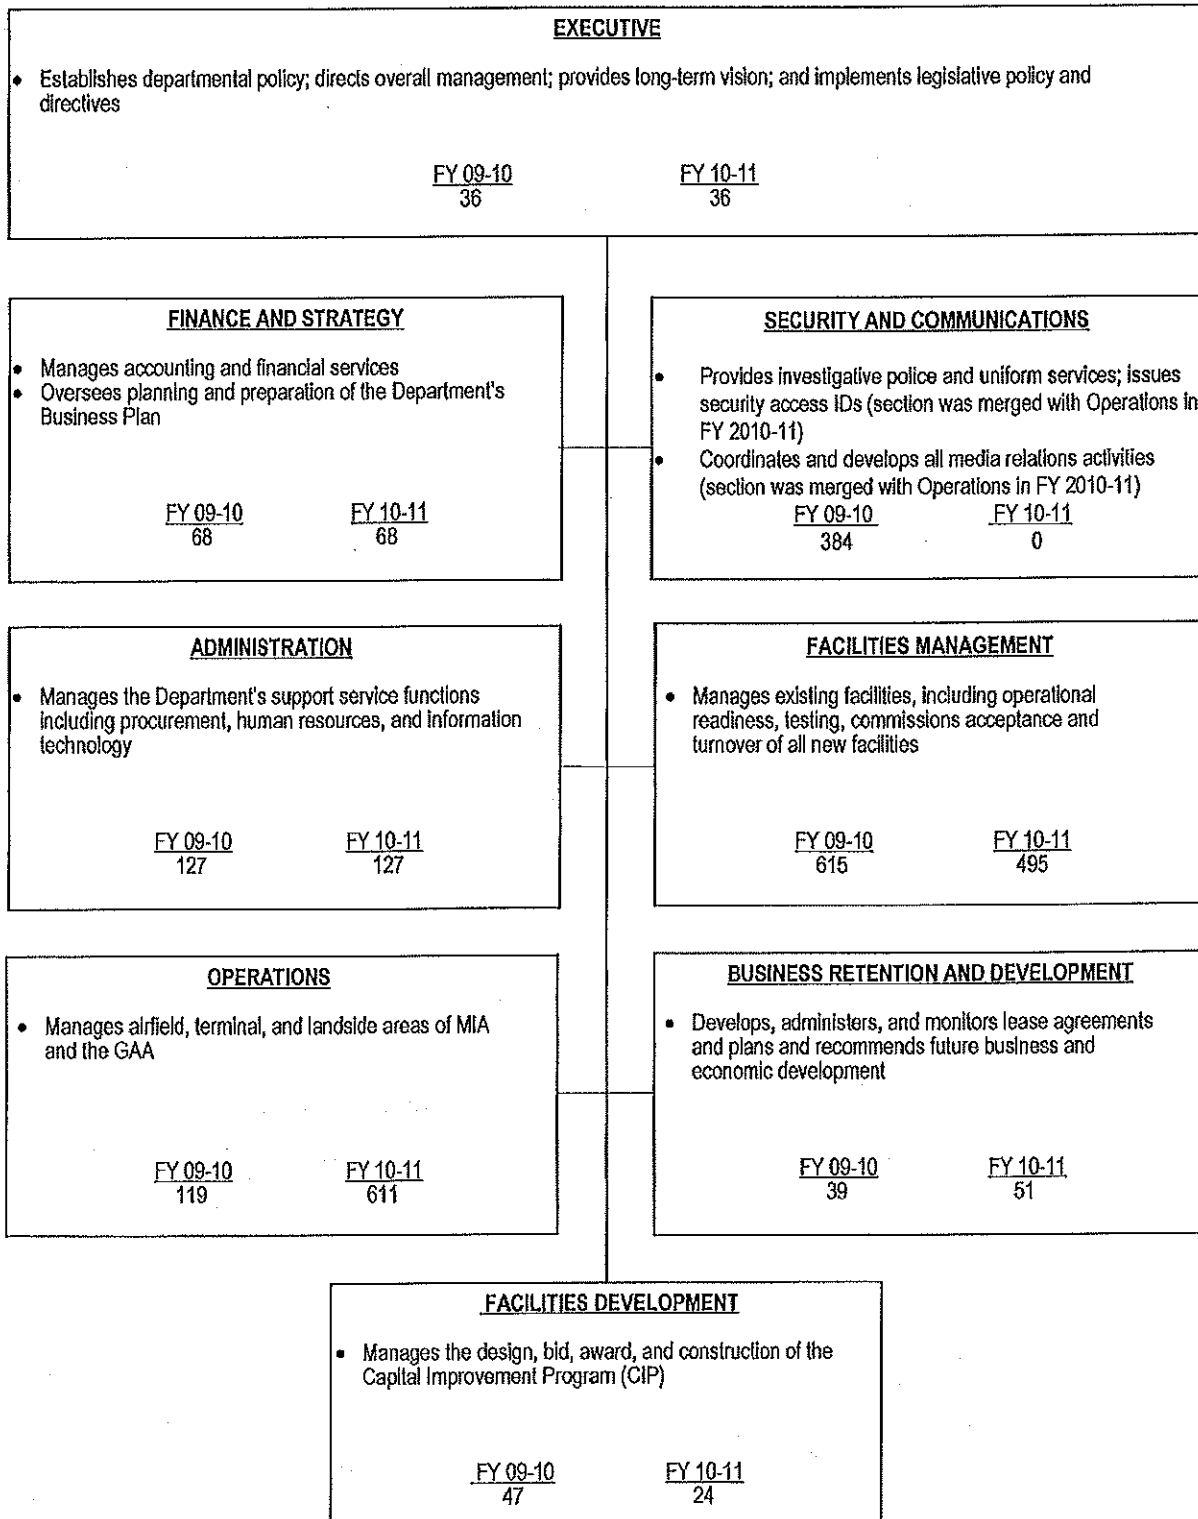 EXECUTIVE
• Establishes departmental policy; directs overall management; provides long-term vision; and implements legislative policy and
directives
FY 09-10 FY 10-11
36 36
FINANCE AND STRATEGY
• Manages accounting and financial services
• Oversees planning and preparation of the Department's
Business Plan
FY 09-10 FY 10-11
68 68
SECURITY AND COMMUNICATIONS
• Provides investigative police and uniform services; issues
security access IDs (section was merged with Operations in
FY 2010-11)
• Coordinates and develops all media relations activities
(section was merged with Operations in FY 2010-11)
FY 09-10 FY 10-11
384 0
ADMINISTRATION
• Manages the Department's support service functions
including procurement, human resources, and information
technology
FY 09-10 FY 10-11
127 127
FACILITIES MANAGEMENT
• Manages existing facilities, including operational
readiness, testing, commissions acceptance and
turnover of all new facilities
FY 09-10 FY 10-11
615 495
OPERATIONS
• Manages airfield, terminal, and landside areas of MIA
and the GAA
FY 09-10 FY 10-11
119 611
BUSINESS RETENTION AND DEVELOPMENT
• Develops, administers, and monitors lease agreements
and plans and recommends future business and
economic development
FY 09-10 FY 10-11
39 51
FACILITIES DEVELOPMENT
• Manages the design, bid, award, and construction of the
Capital Improvement Program (CIP)
FY 09-10 FY 10-11
47 24